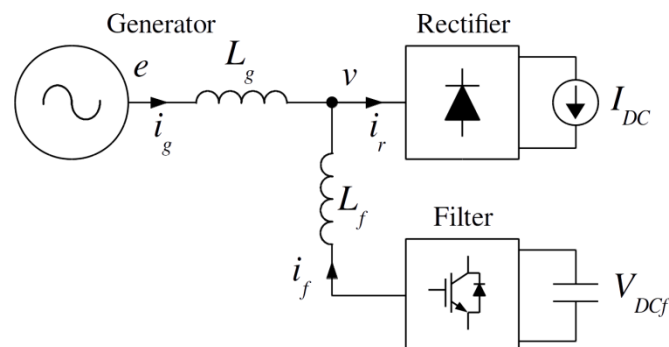 Generator
Rectifier
e
L_g
v
i_g
i_r
I_DC
L_f
Filter
i_f
V_DCf